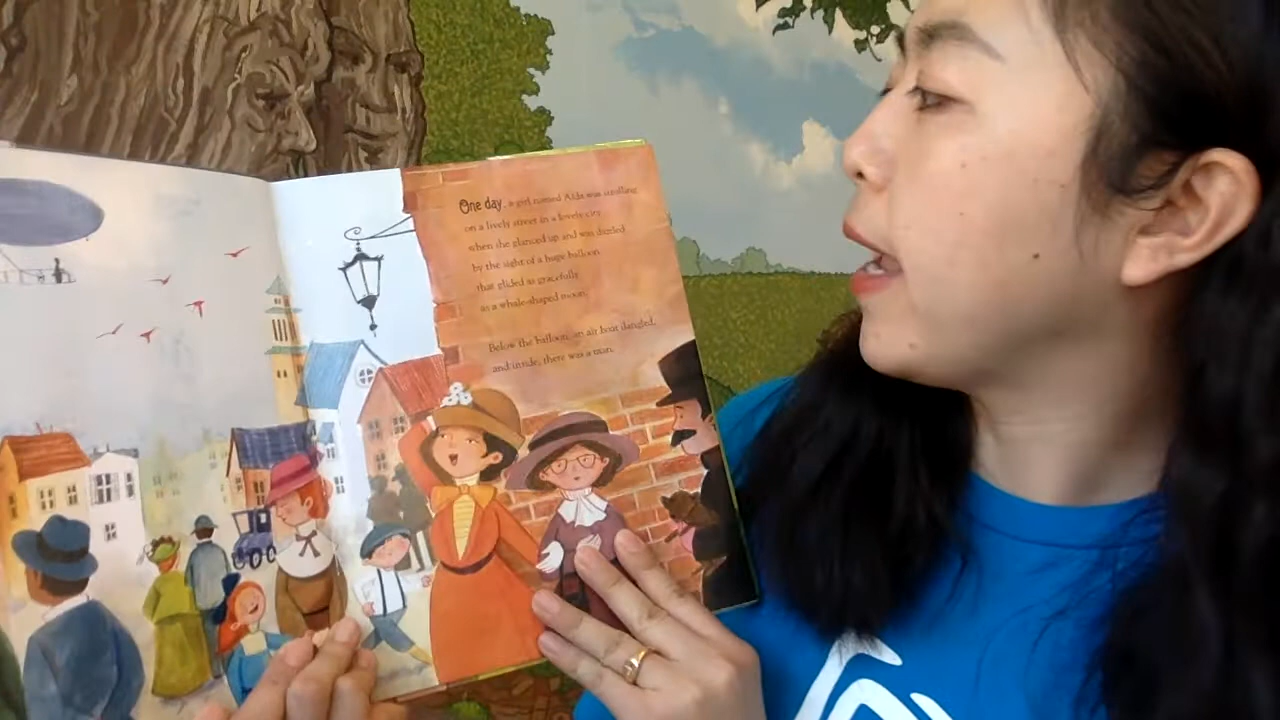 One day, a girl named Alda was strolling
on a lively street in a lovely city
when she glanced up and was dazzled
by the sight of a huge balloon
that glided as gracefully
as a whale-shaped moon.
Below the balloon, an air boat dangled,
and inside, there was a man.